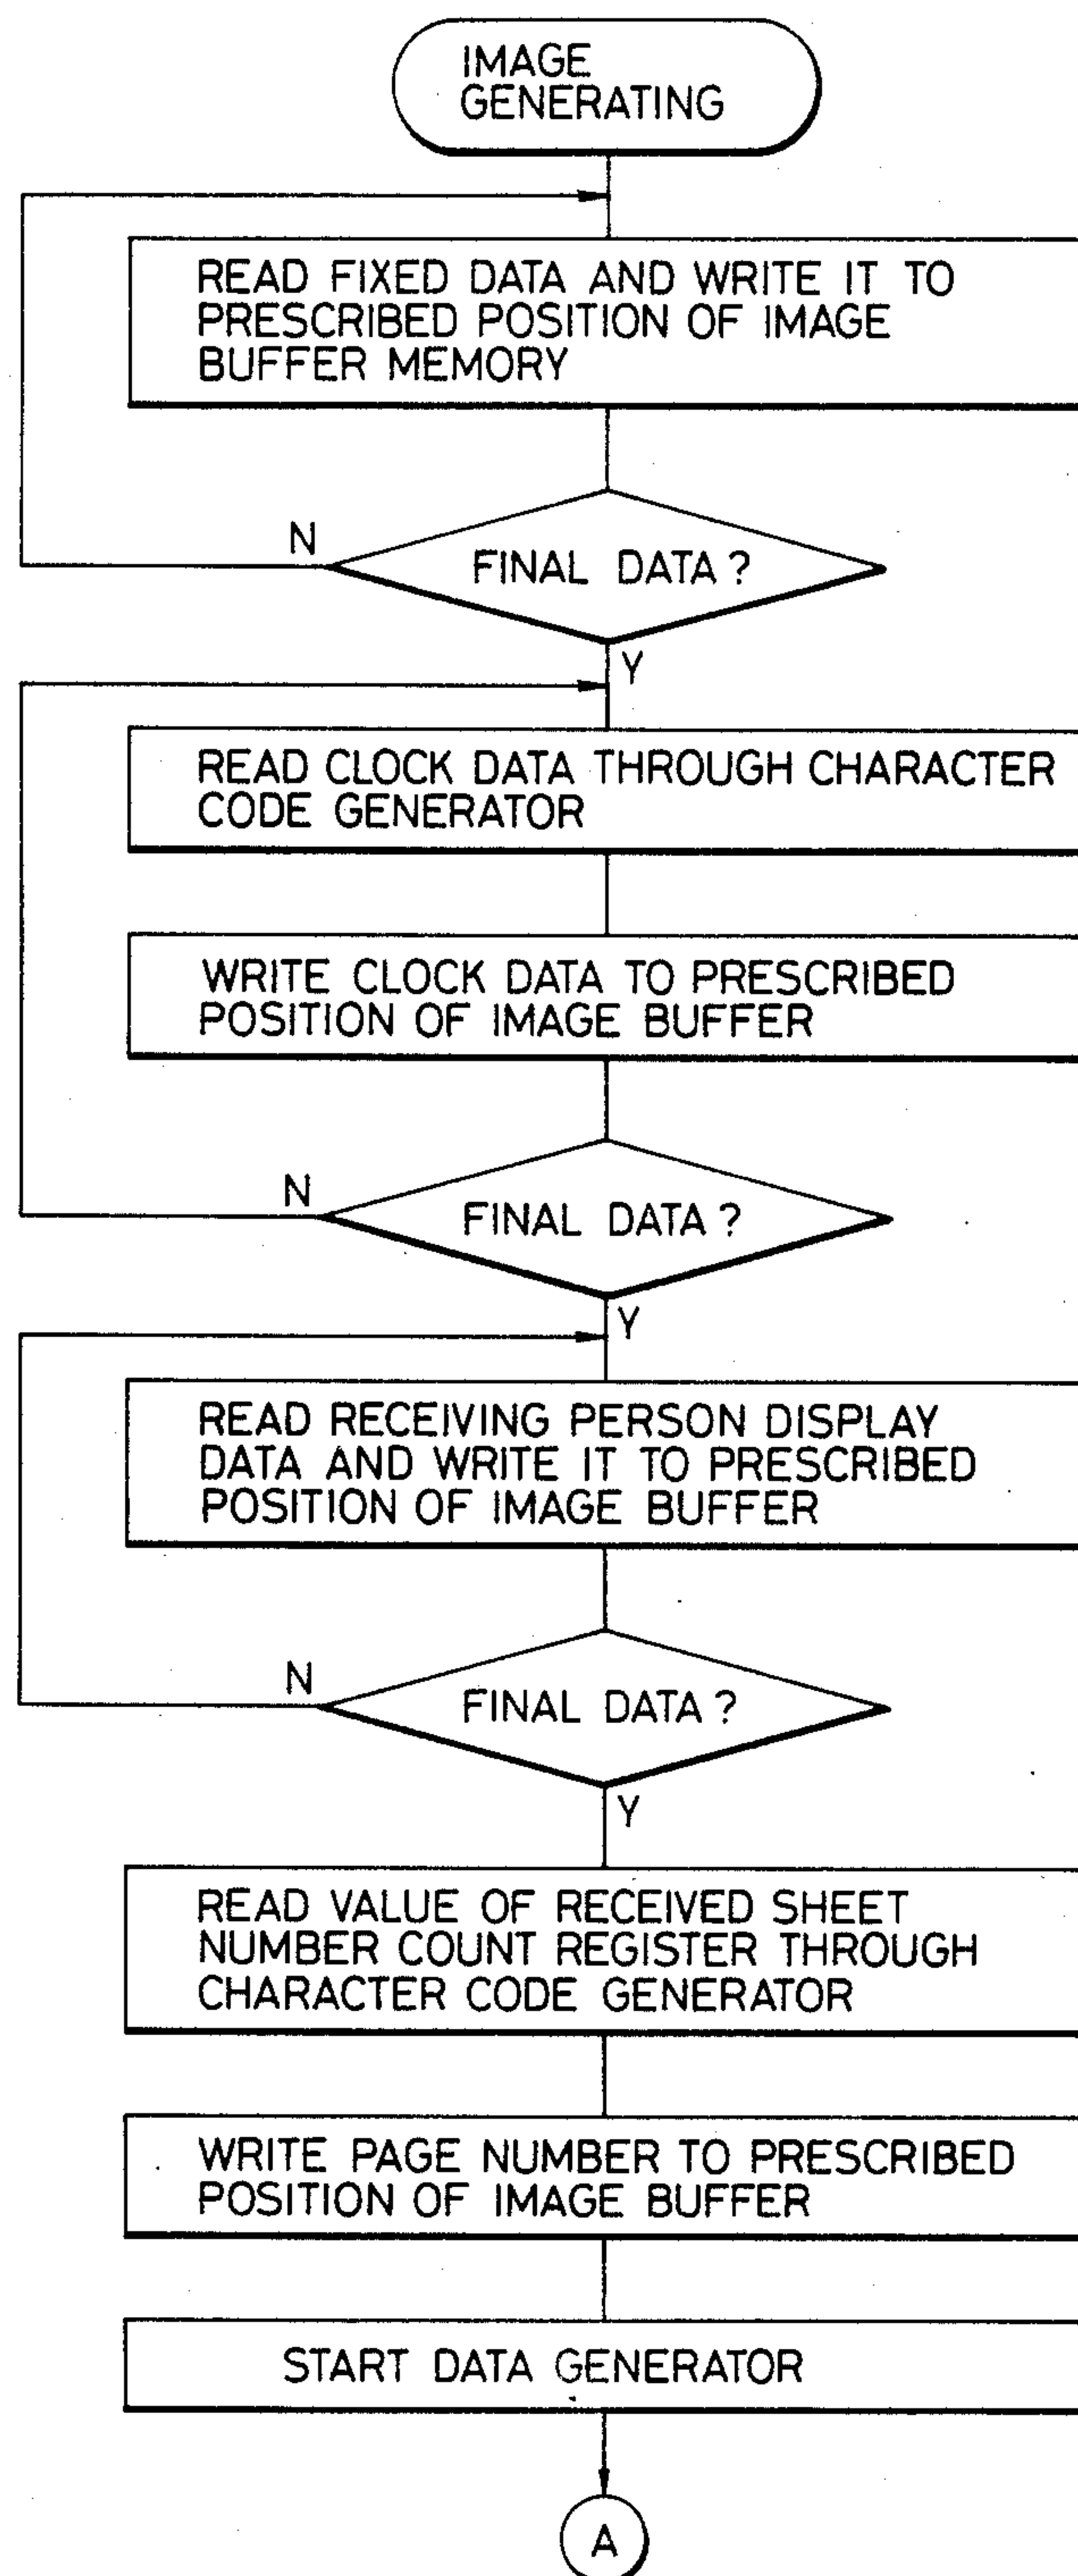 IMAGE
GENERATING
READ FIXED DATA AND WRITE IT TO
PRESCRIBED POSITION OF IMAGE
BUFFER MEMORY
N
FINAL DATA ?
Y
READ CLOCK DATA THROUGH CHARACTER
CODE GENERATOR
WRITE CLOCK DATA TO PRESCRIBED
POSITION OF IMAGE BUFFER
N
FINAL DATA ?
Y
READ RECEIVING PERSON DISPLAY
DATA AND WRITE IT TO PRESCRIBED
POSITION OF IMAGE BUFFER
N
FINAL DATA ?
Y
READ VALUE OF RECEIVED SHEET
NUMBER COUNT REGISTER THROUGH
CHARACTER CODE GENERATOR
WRITE PAGE NUMBER TO PRESCRIBED
POSITION OF IMAGE BUFFER
START DATA GENERATOR
A